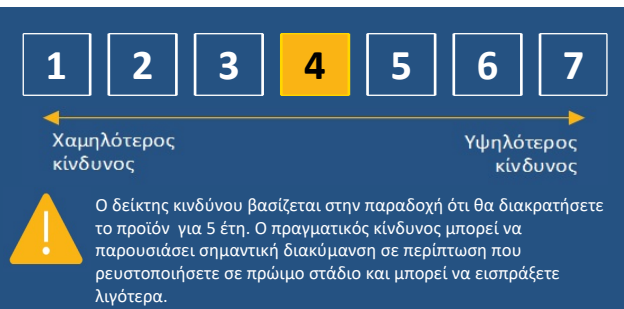 1 2 3 4 5 6 7
Χαμηλότερος Υψηλότερος
κίνδυνος κίνδυνος
Ο δείκτης κινδύνου βασίζεται στην παραδοχή ότι θα διακρατήσετε
το προϊόν για 5 έτη. Ο πραγματικός κίνδυνος μπορεί να
παρουσιάσει σημαντική διακύμανση σε περίπτωση που
ρευστοποιήσετε σε πρώιμο στάδιο και μπορεί να εισπράξετε
λιγότερα.